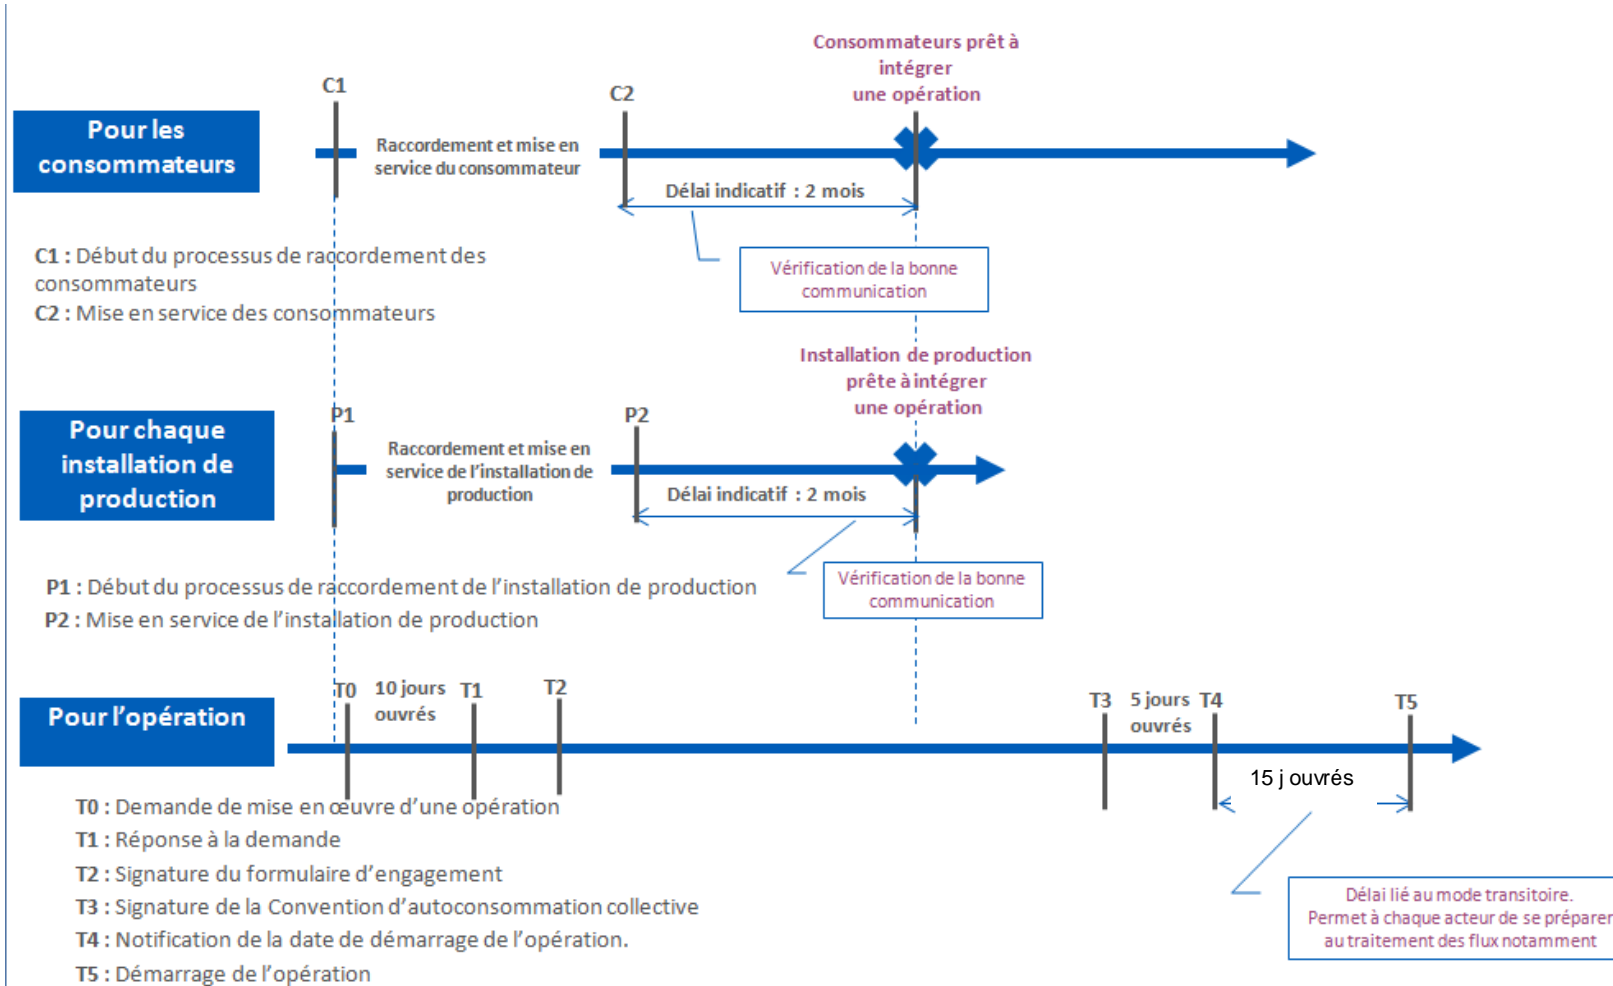 Consommateurs prêt à
intégrer
une opération
C1
C2
Pour les
consommateurs
Raccordement et mise en
service du consommateur
Délai indicatif : 2 mois
C1 : Début du processus de raccordement des
consommateurs
C2 : Mise en service des consommateurs
Vérification de la bonne
communication
Installation de production
prête à intégrer
une opération
P1
P2
Pour chaque
installation de
production
Raccordement et mise en
service de l'installation de
production
Délai indicatif : 2 mois
P1 : Début du processus de raccordement de l'installation de production
P2 : Mise en service de l'installation de production
Vérification de la bonne
communication
Pour l'opération
T0
10 jours
ouvrés
T1
T2
T3
5 jours
ouvrés
T4
T5
15 j ouvrés
T0 : Demande de mise en œuvre d'une opération
T1 : Réponse à la demande
T2 : Signature du formulaire d'engagement
T3 : Signature de la Convention d'autoconsommation collective
T4 : Notification de la date de démarrage de l'opération.
T5 : Démarrage de l'opération
Délai lié au mode transitoire.
Permet à chaque acteur de se préparer
au traitement des flux notamment